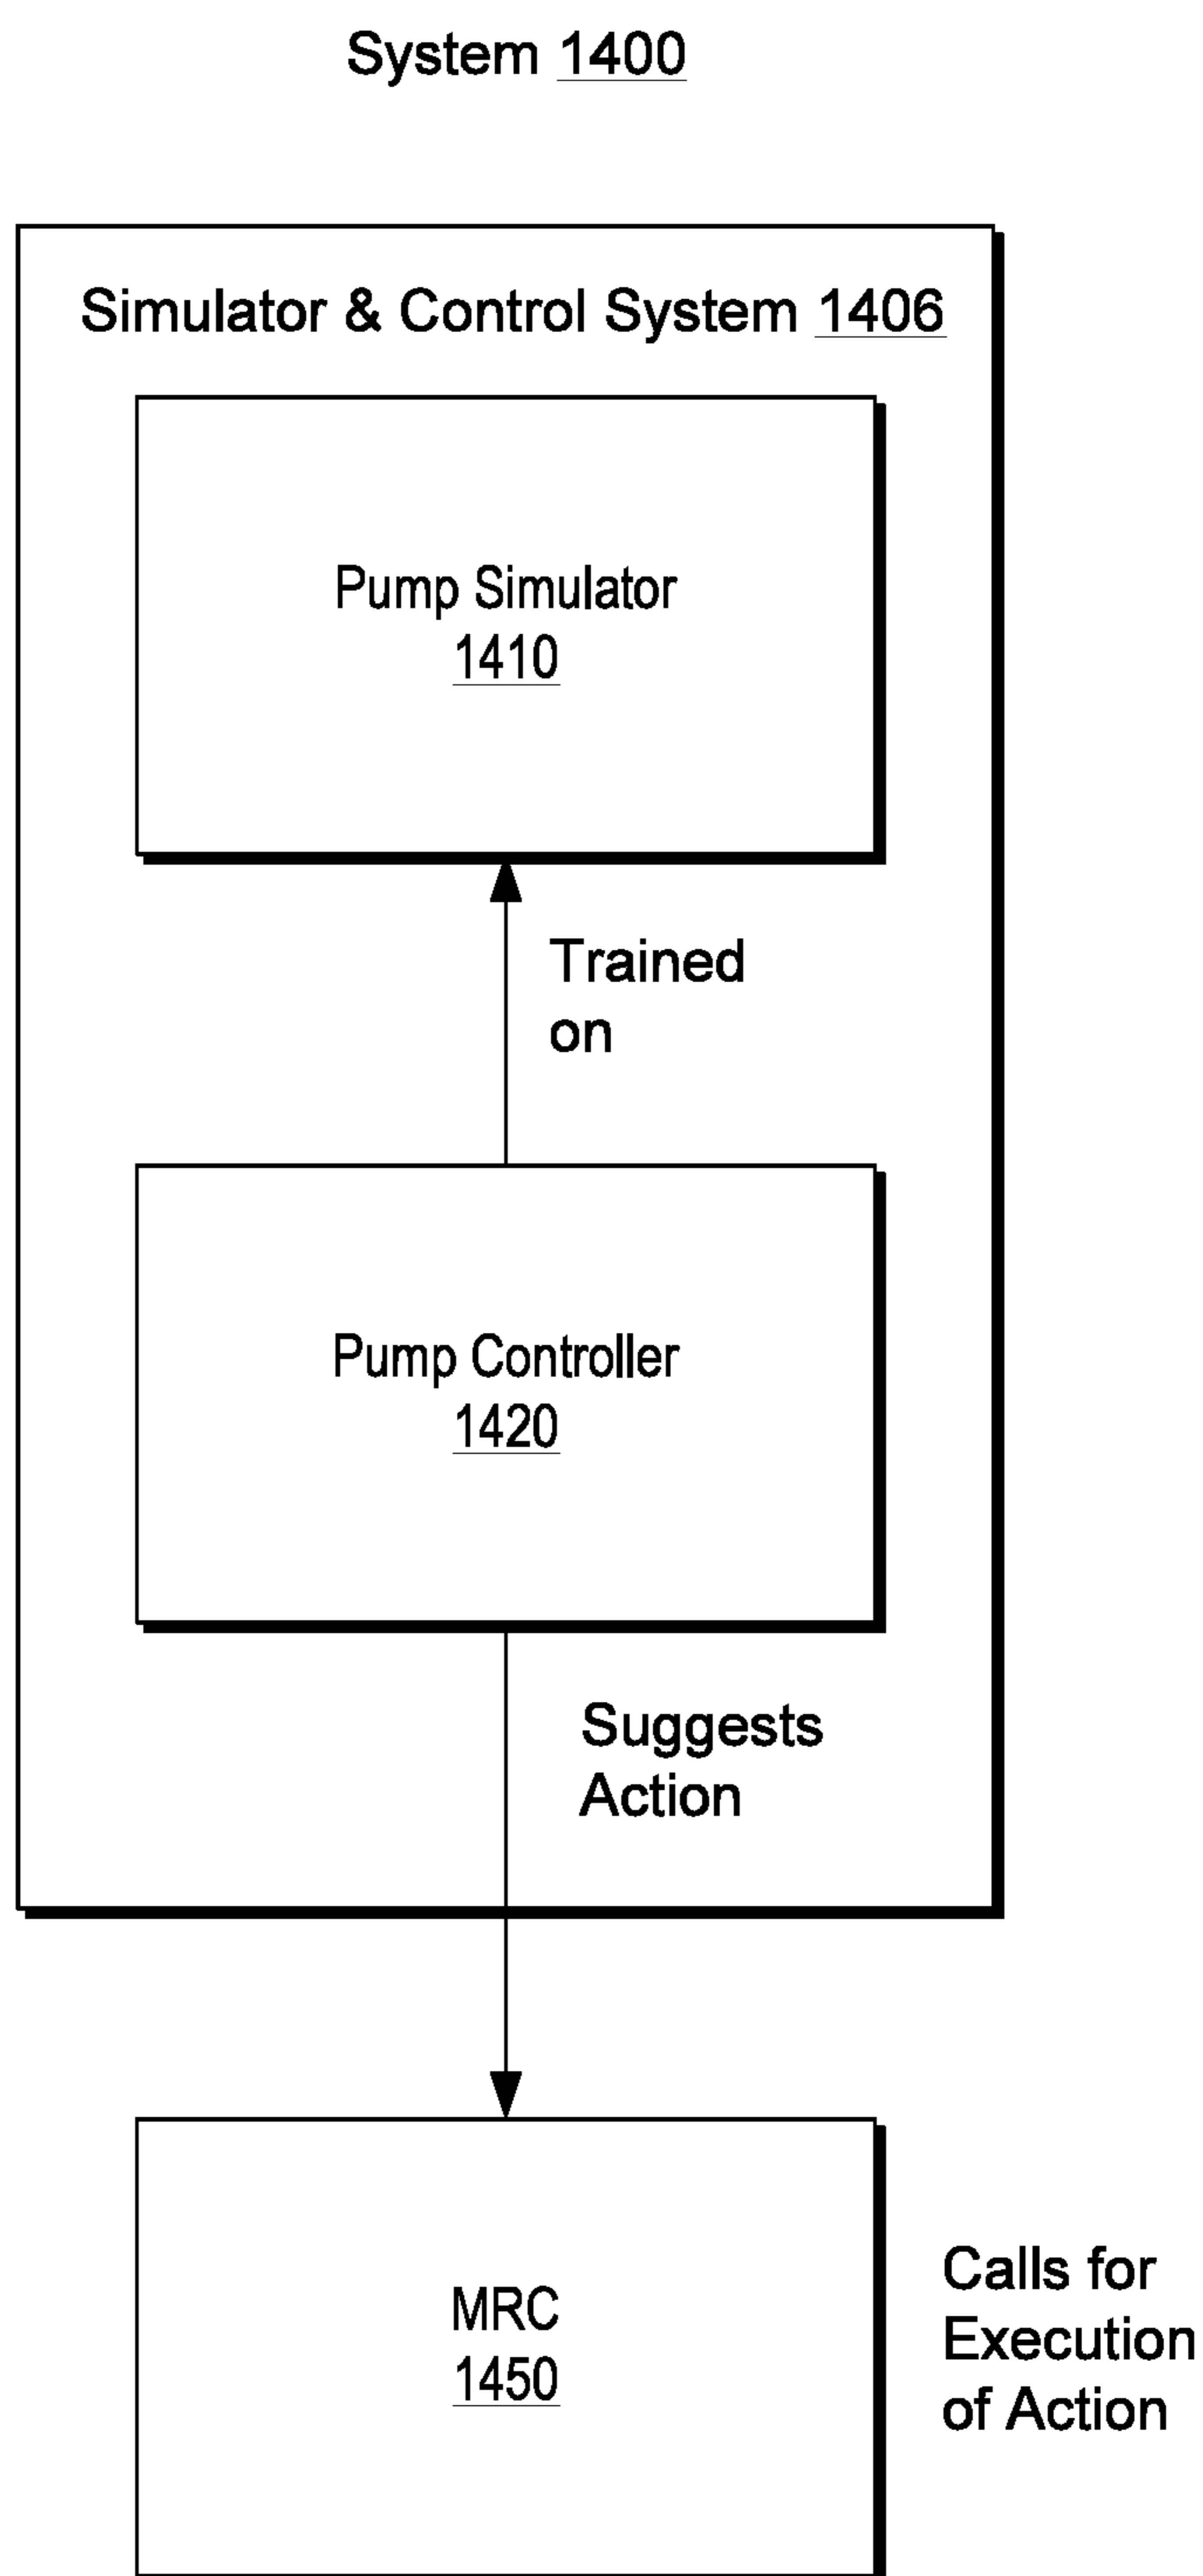 System 1400
Simulator & Control System 1406
Pump Simulator
1410
Trained
on
Pump Controller
1420
Suggests
Action
MRC
1450
Calls for
Execution
of Action